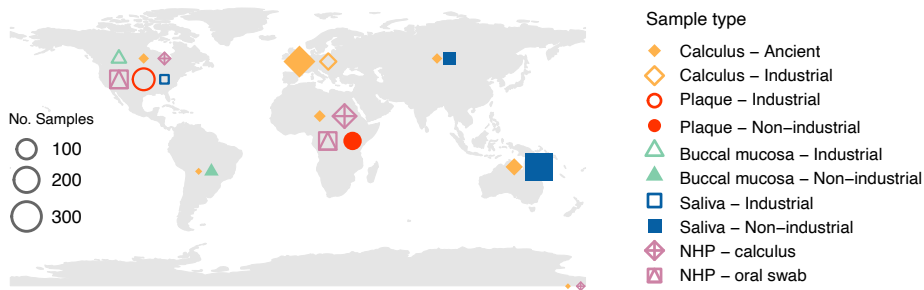 Sample type
Calculus – Ancient
Calculus – Industrial
Plaque – Industrial
Plaque – Non−industrial
Buccal mucosa – Industrial
Buccal mucosa – Non−industrial
Saliva – Industrial
Saliva – Non−industrial
NHP – calculus
NHP – oral swab
No. Samples
100
200
300